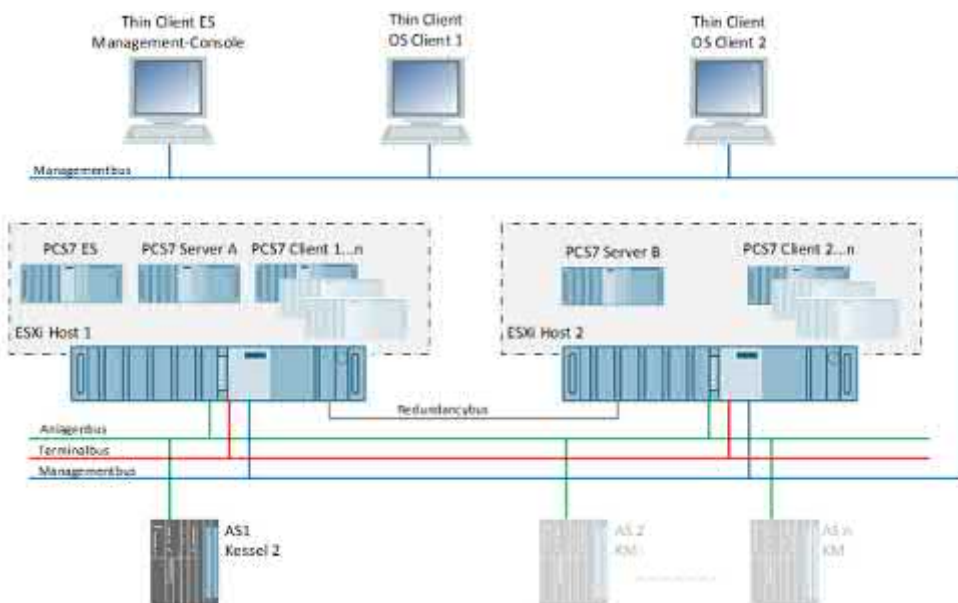 Thin Client ES
Management-Console
Thin Client
OS Client 1
Thin Client
OS Client 2
Managementbus
PCS7 ES
PCS7 Server A
PCS7 Client 1...n
PCS7 Server B
PCS7 Client 2...n
ESXi Host 1
ESXi Host 2
Redundancybus
Anlagenbus
Terminalbus
Managementbus
AS1
Kessel 2
AS 2
KM
AS n
KM